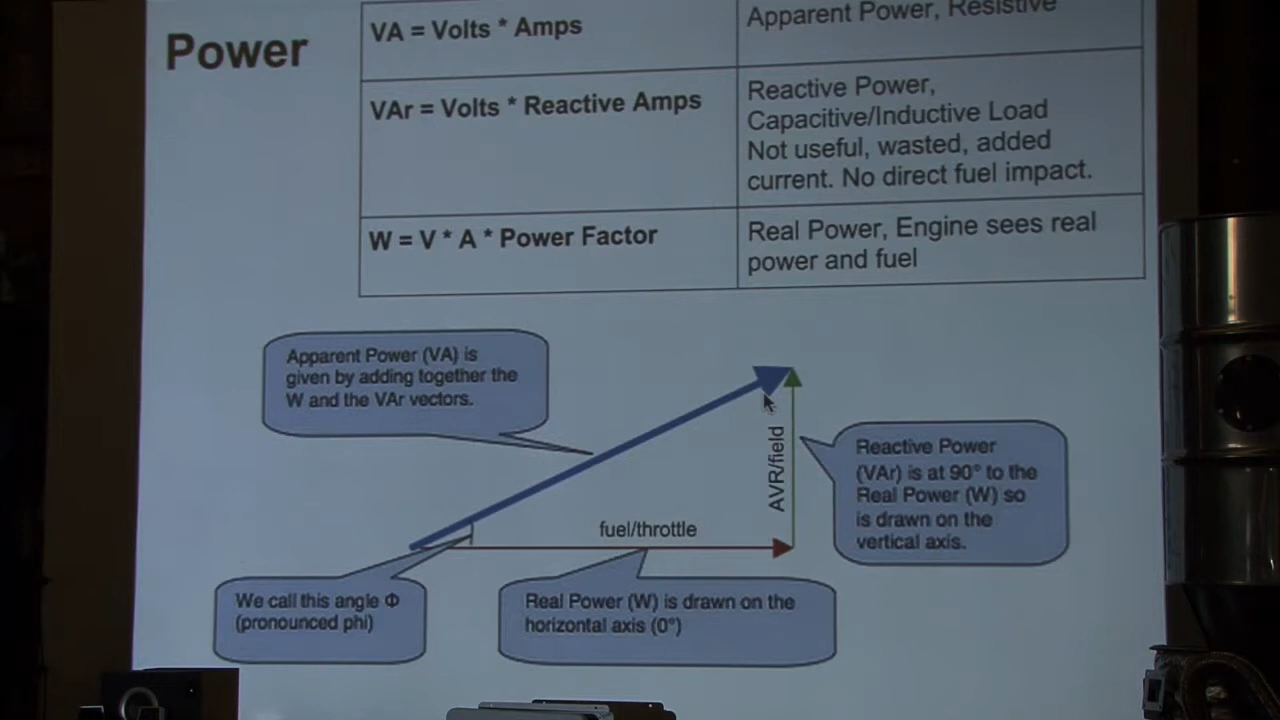 Power
VA = Volts * Amps
Apparent Power, Resistive
VAr = Volts * Reactive Amps
Reactive Power,
Capacitive/Inductive Load
Not useful, wasted, added
current. No direct fuel impact.
W = V * A * Power Factor
Real Power, Engine sees real
power and fuel
Apparent Power (VA) is
given by adding together the
W and the VAr vectors.
AVR/field
Reactive Power
(VAr) is at 90° to the
Real Power (W) so
is drawn on the
vertical axis.
fuel/throttle
We call this angle Φ
(pronounced phi)
Real Power (W) is drawn on the
horizontal axis (0°)